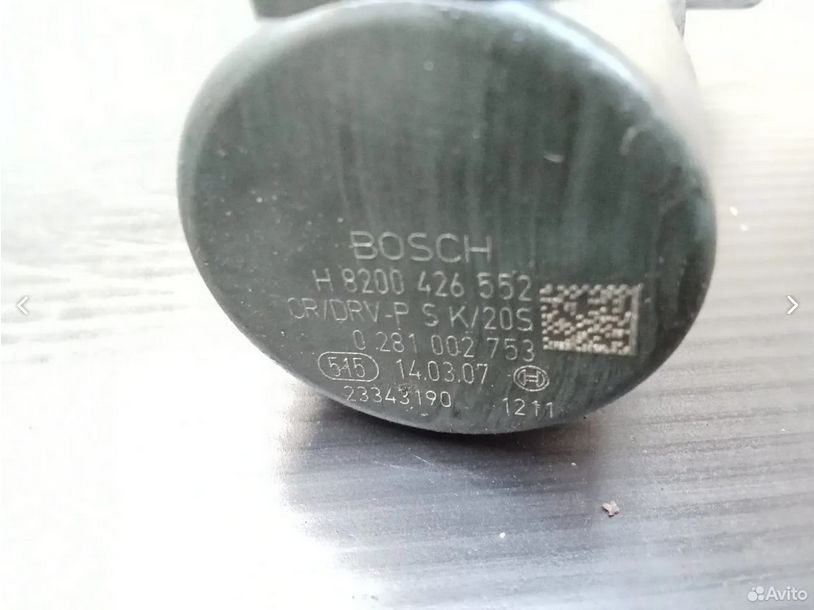 BOSCH
H 8200 426 552
CR/DRV-P S K/20S
0 281 002 753
515 14.03.07
23343190 1211
Avito